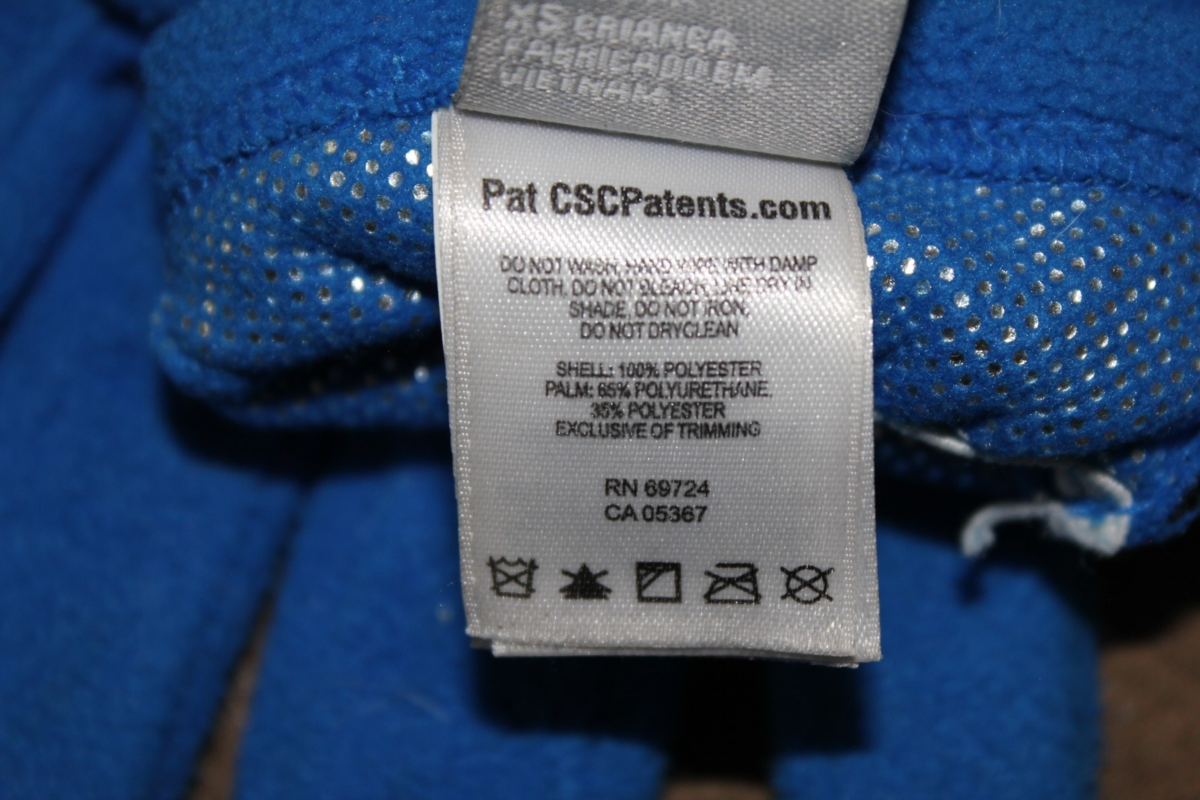 XS CRIANCA
FABRICADO EM
VIETNAM
Pat CSCPatents.com
DO NOT WASH, HAND WIPE WITH DAMP
CLOTH, DO NOT BLEACH, LINE DRY IN
SHADE, DO NOT IRON,
DO NOT DRYCLEAN
SHELL: 100% POLYESTER
PALM: 65% POLYURETHANE,
35% POLYESTER
EXCLUSIVE OF TRIMMING
RN 69724
CA 05367